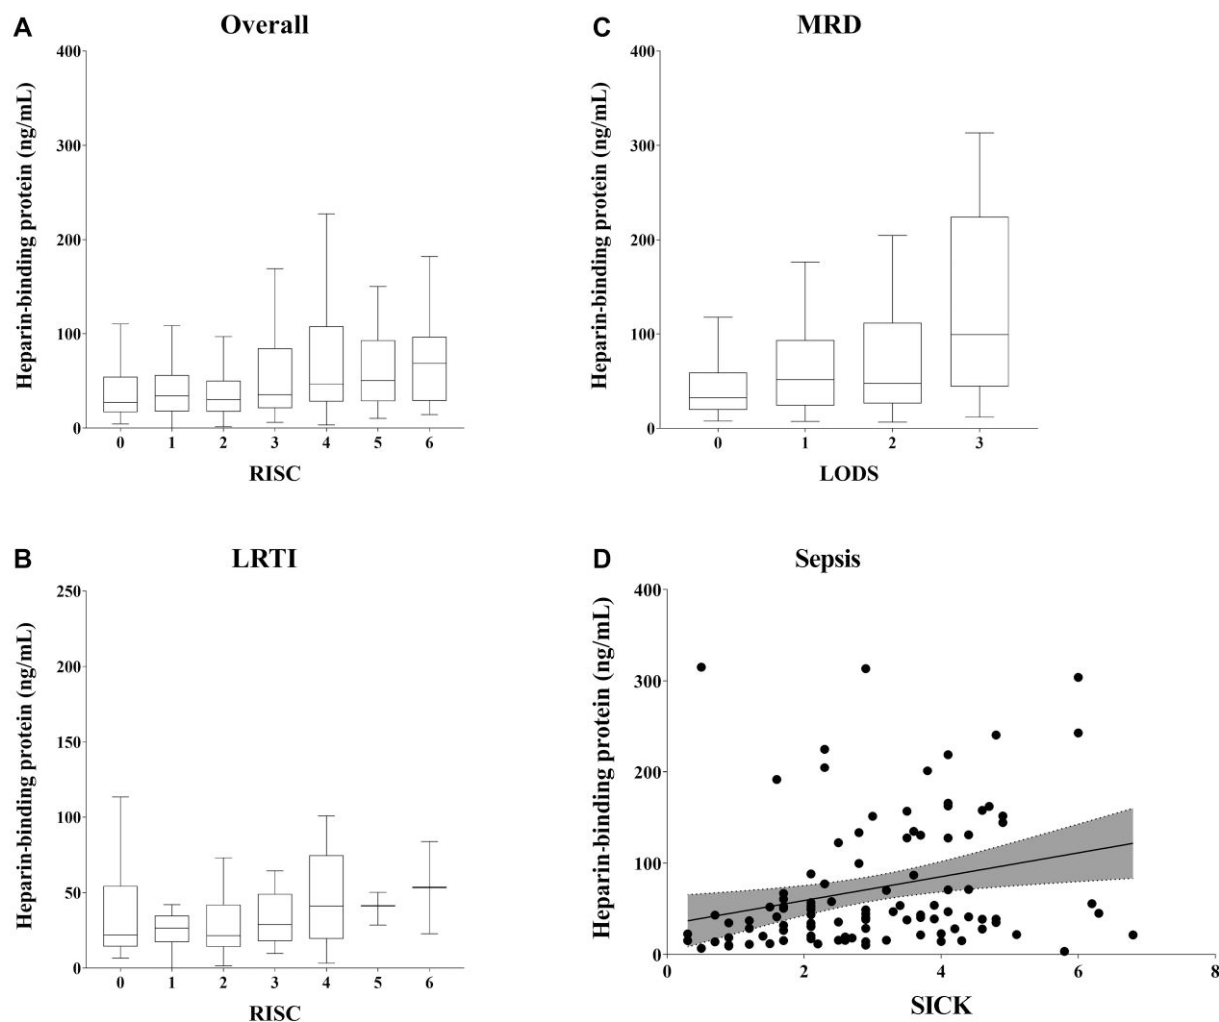 A
Overall
400
300
200
100
0
Heparin-binding protein (ng/mL)
0 1 2 3 4 5 6
RISC
C
MRD
400
300
200
100
0
Heparin-binding protein (ng/mL)
0 1 2 3
LODS
B
LRTI
250
200
150
100
50
0
Heparin-binding protein (ng/mL)
0 1 2 3 4 5 6
RISC
D
Sepsis
400
300
200
100
0
Heparin-binding protein (ng/mL)
0 2 4 6 8
SICK